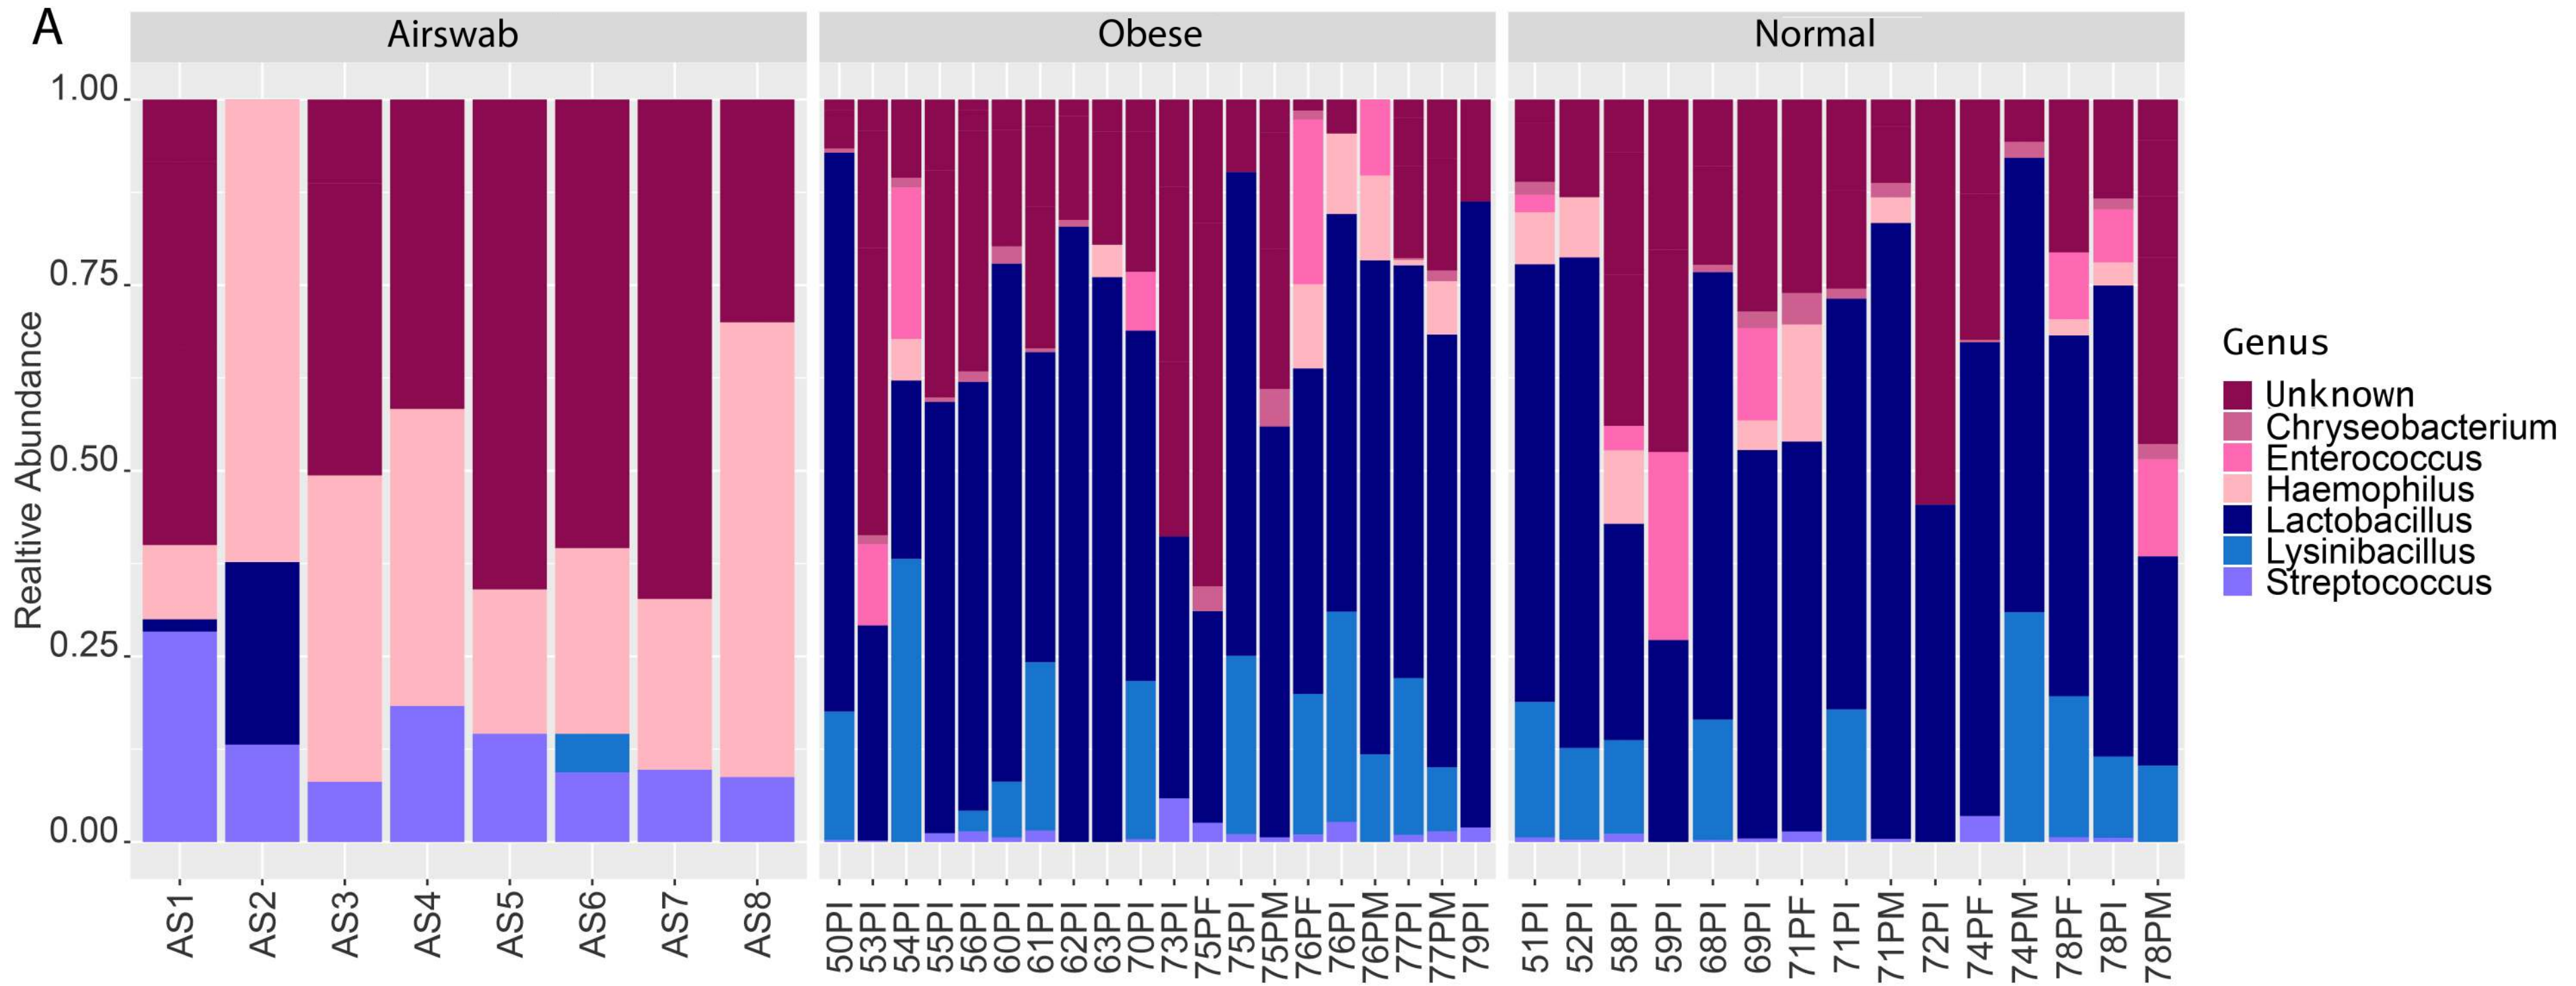 A
Airswab
Obese
Normal
Realtive Abundance
1.00
0.75
0.50
0.25
0.00
AS1
AS2
AS3
AS4
AS5
AS6
AS7
AS8
50PI
53PI
54PI
55PI
56PI
60PI
61PI
62PI
63PI
70PI
73PI
75PF
75PI
75PM
76PF
76PI
76PM
77PI
77PM
79PI
51PI
52PI
58PI
59PI
68PI
69PI
71PF
71PI
71PM
72PI
74PF
74PM
78PF
78PI
78PM
Genus
Unknown
Chryseobacterium
Enterococcus
Haemophilus
Lactobacillus
Lysinibacillus
Streptococcus